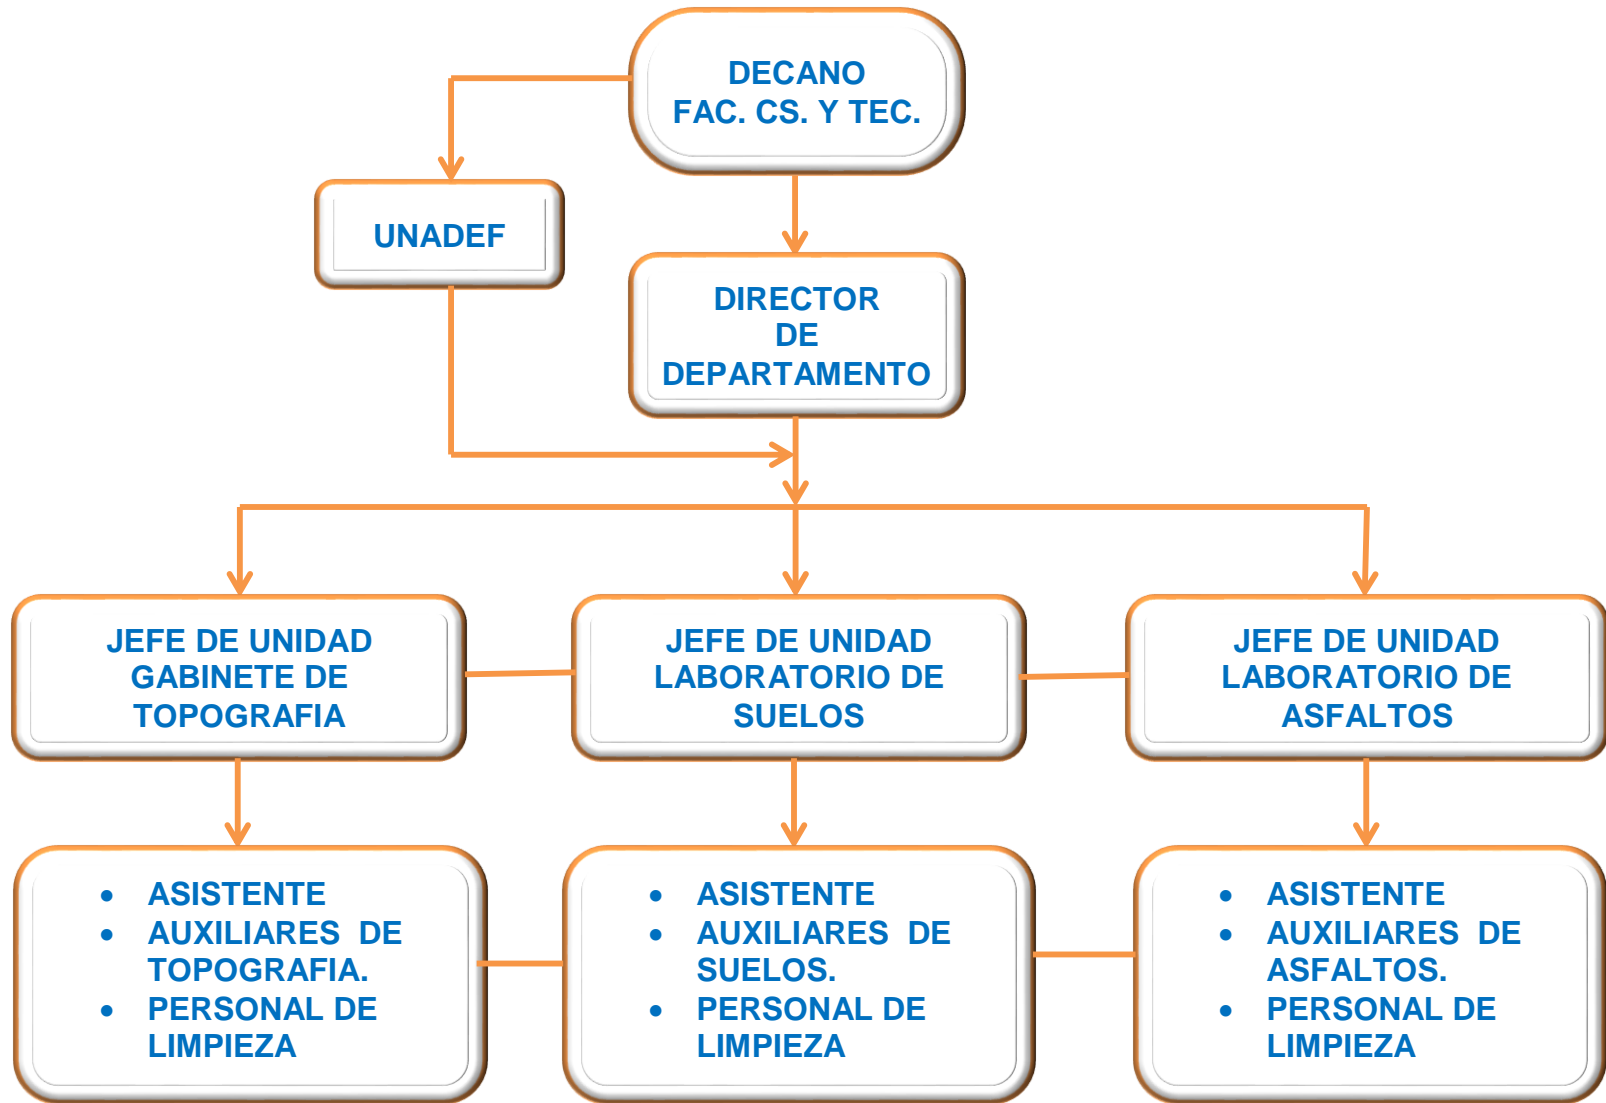 DECANO
FAC. CS. Y TEC.
UNADEF
DIRECTOR
DE
DEPARTAMENTO
JEFE DE UNIDAD
GABINETE DE
TOPOGRAFIA
JEFE DE UNIDAD
LABORATORIO DE
SUELOS
JEFE DE UNIDAD
LABORATORIO DE
ASFALTOS
• ASISTENTE
• AUXILIARES DE
TOPOGRAFIA.
• PERSONAL DE
LIMPIEZA
• ASISTENTE
• AUXILIARES DE
SUELOS.
• PERSONAL DE
LIMPIEZA
• ASISTENTE
• AUXILIARES DE
ASFALTOS.
• PERSONAL DE
LIMPIEZA